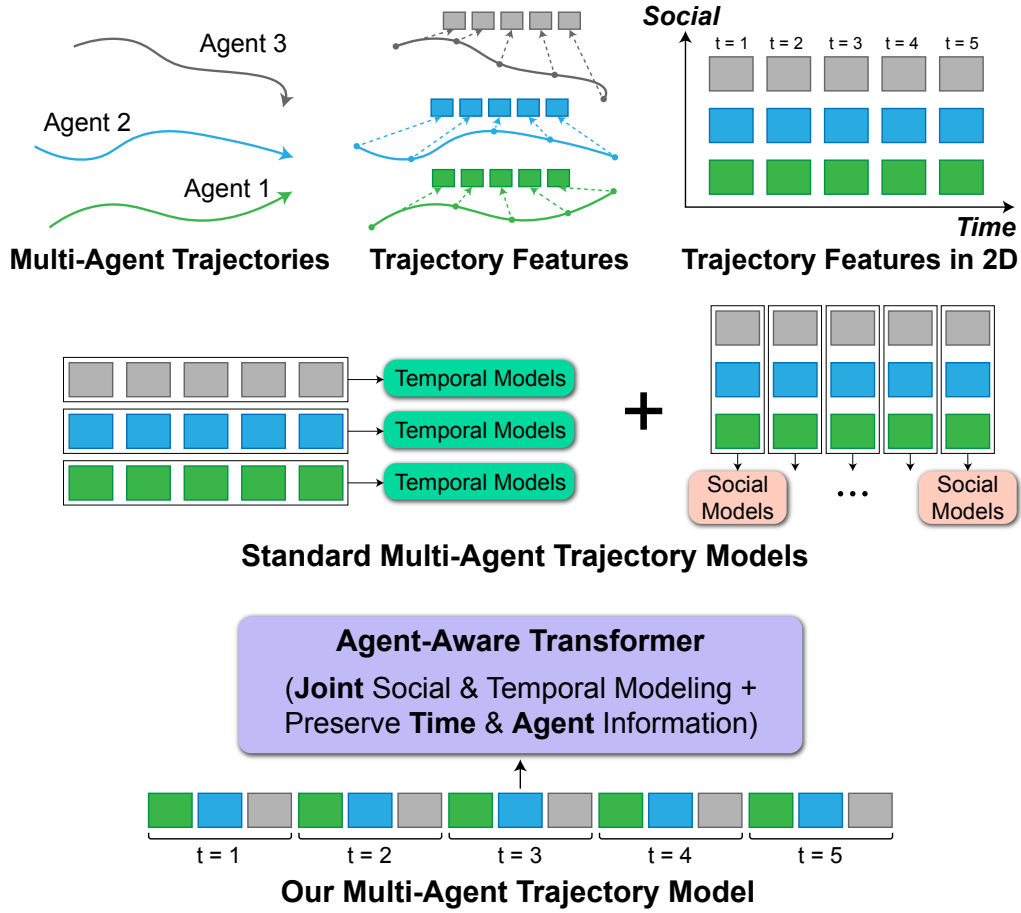 Agent 3
Agent 2
Agent 1
Multi-Agent Trajectories
Trajectory Features
Social
t = 1
t = 2
t = 3
t = 4
t = 5
Time
Trajectory Features in 2D
Temporal Models
Temporal Models
Temporal Models
+
Social
Models
...
Social
Models
Standard Multi-Agent Trajectory Models
Agent-Aware Transformer
(Joint Social & Temporal Modeling +
Preserve Time & Agent Information)
t = 1
t = 2
t = 3
t = 4
t = 5
Our Multi-Agent Trajectory Model